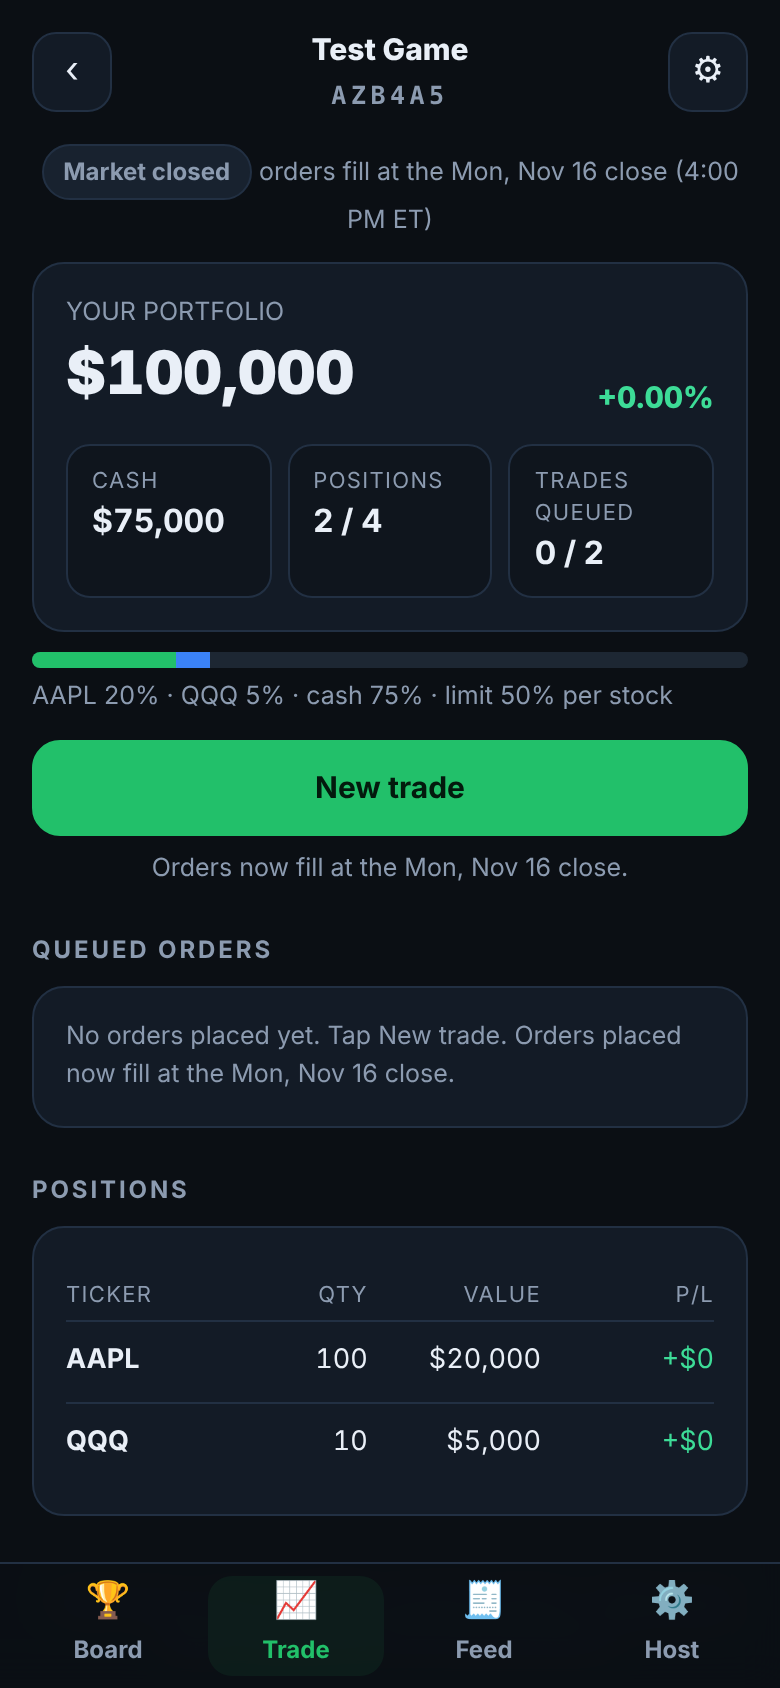 Test Game
AZB4A5
Market closed orders fill at the Mon, Nov 16 close (4:00
PM ET)
YOUR PORTFOLIO
$100,000
+0.00%
CASH
$75,000
POSITIONS
2 / 4
TRADES
QUEUED
0 / 2
AAPL 20% · QQQ 5% · cash 75% · limit 50% per stock
New trade
Orders now fill at the Mon, Nov 16 close.
QUEUED ORDERS
No orders placed yet. Tap New trade. Orders placed
now fill at the Mon, Nov 16 close.
POSITIONS
TICKER QTY VALUE P/L
AAPL 100 $20,000 +$0
QQQ 10 $5,000 +$0
Board Trade Feed Host